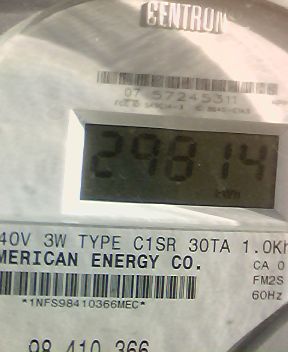 CENTRON
07 57245311
29814
kWh
40V 3W TYPE C1SR 30TA 1.0Kh
MERICAN ENERGY CO.
CA 0
FM2S
*1NFS98410366MEC*
60Hz
98 410 366